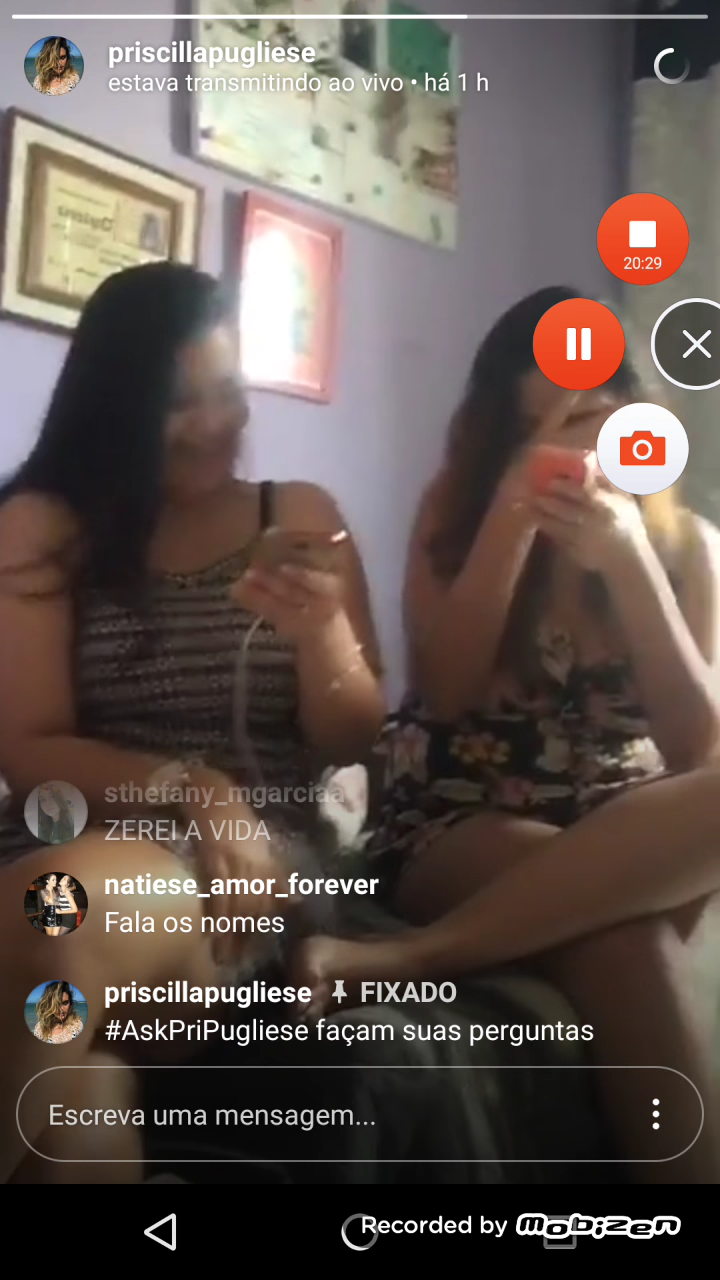 priscillapugliese
estava transmitindo ao vivo • há 1 h
20:29
sthefany_mgarciaa
ZEREI A VIDA
natiese_amor_forever
Fala os nomes
priscillapugliese FIXADO
#AskPriPugliese façam suas perguntas
Escreva uma mensagem...
Recorded by mobizen